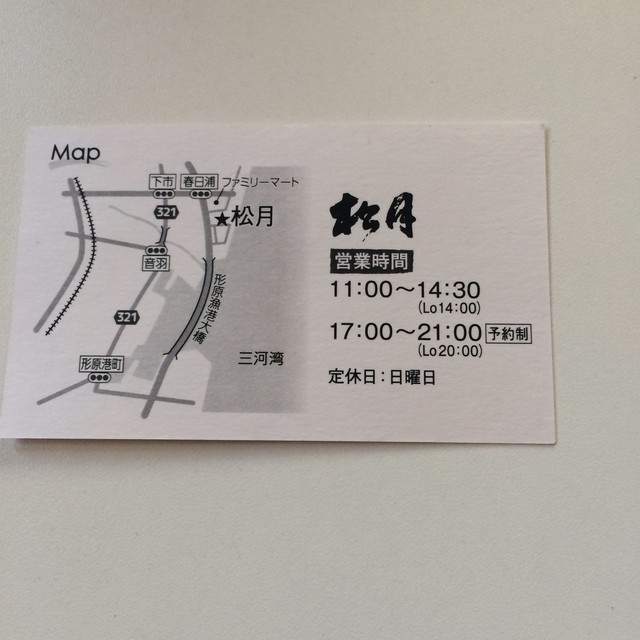 Map
下市
春日浦
ファミリーマート
321
★松月
音羽
形原漁港大橋
321
形原港町
三河湾
松月
営業時間
11:00〜14:30
(Lo14:00)
17:00〜21:00 予約制
(Lo20:00)
定休日:日曜日